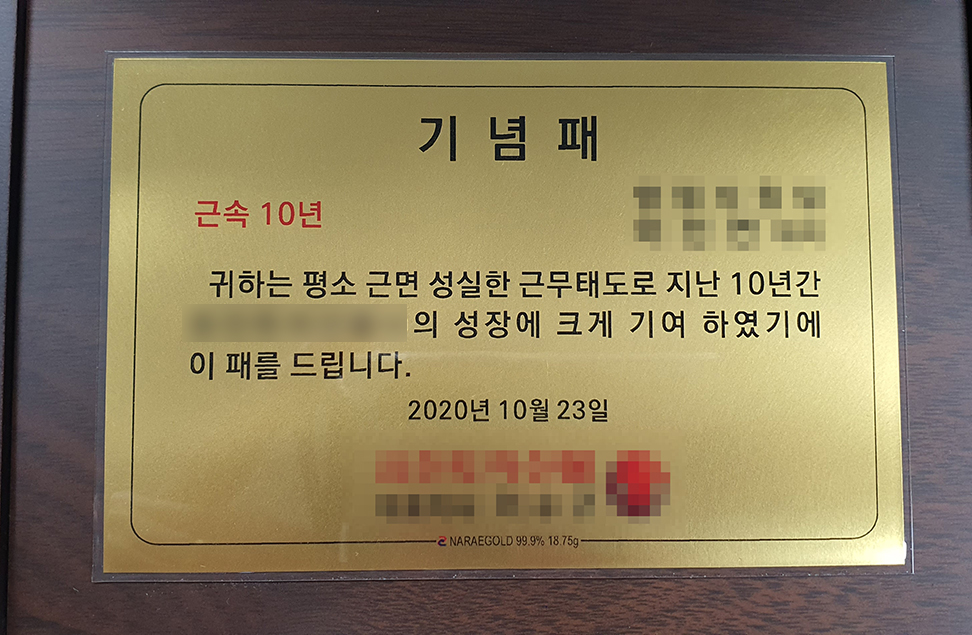 기념패
근속 10년
귀하는 평소 근면 성실한 근무태도로 지난 10년간
의 성장에 크게 기여 하였기에
이 패를 드립니다.
2020년 10월 23일
NARAEGOLD 99.9% 18.75g